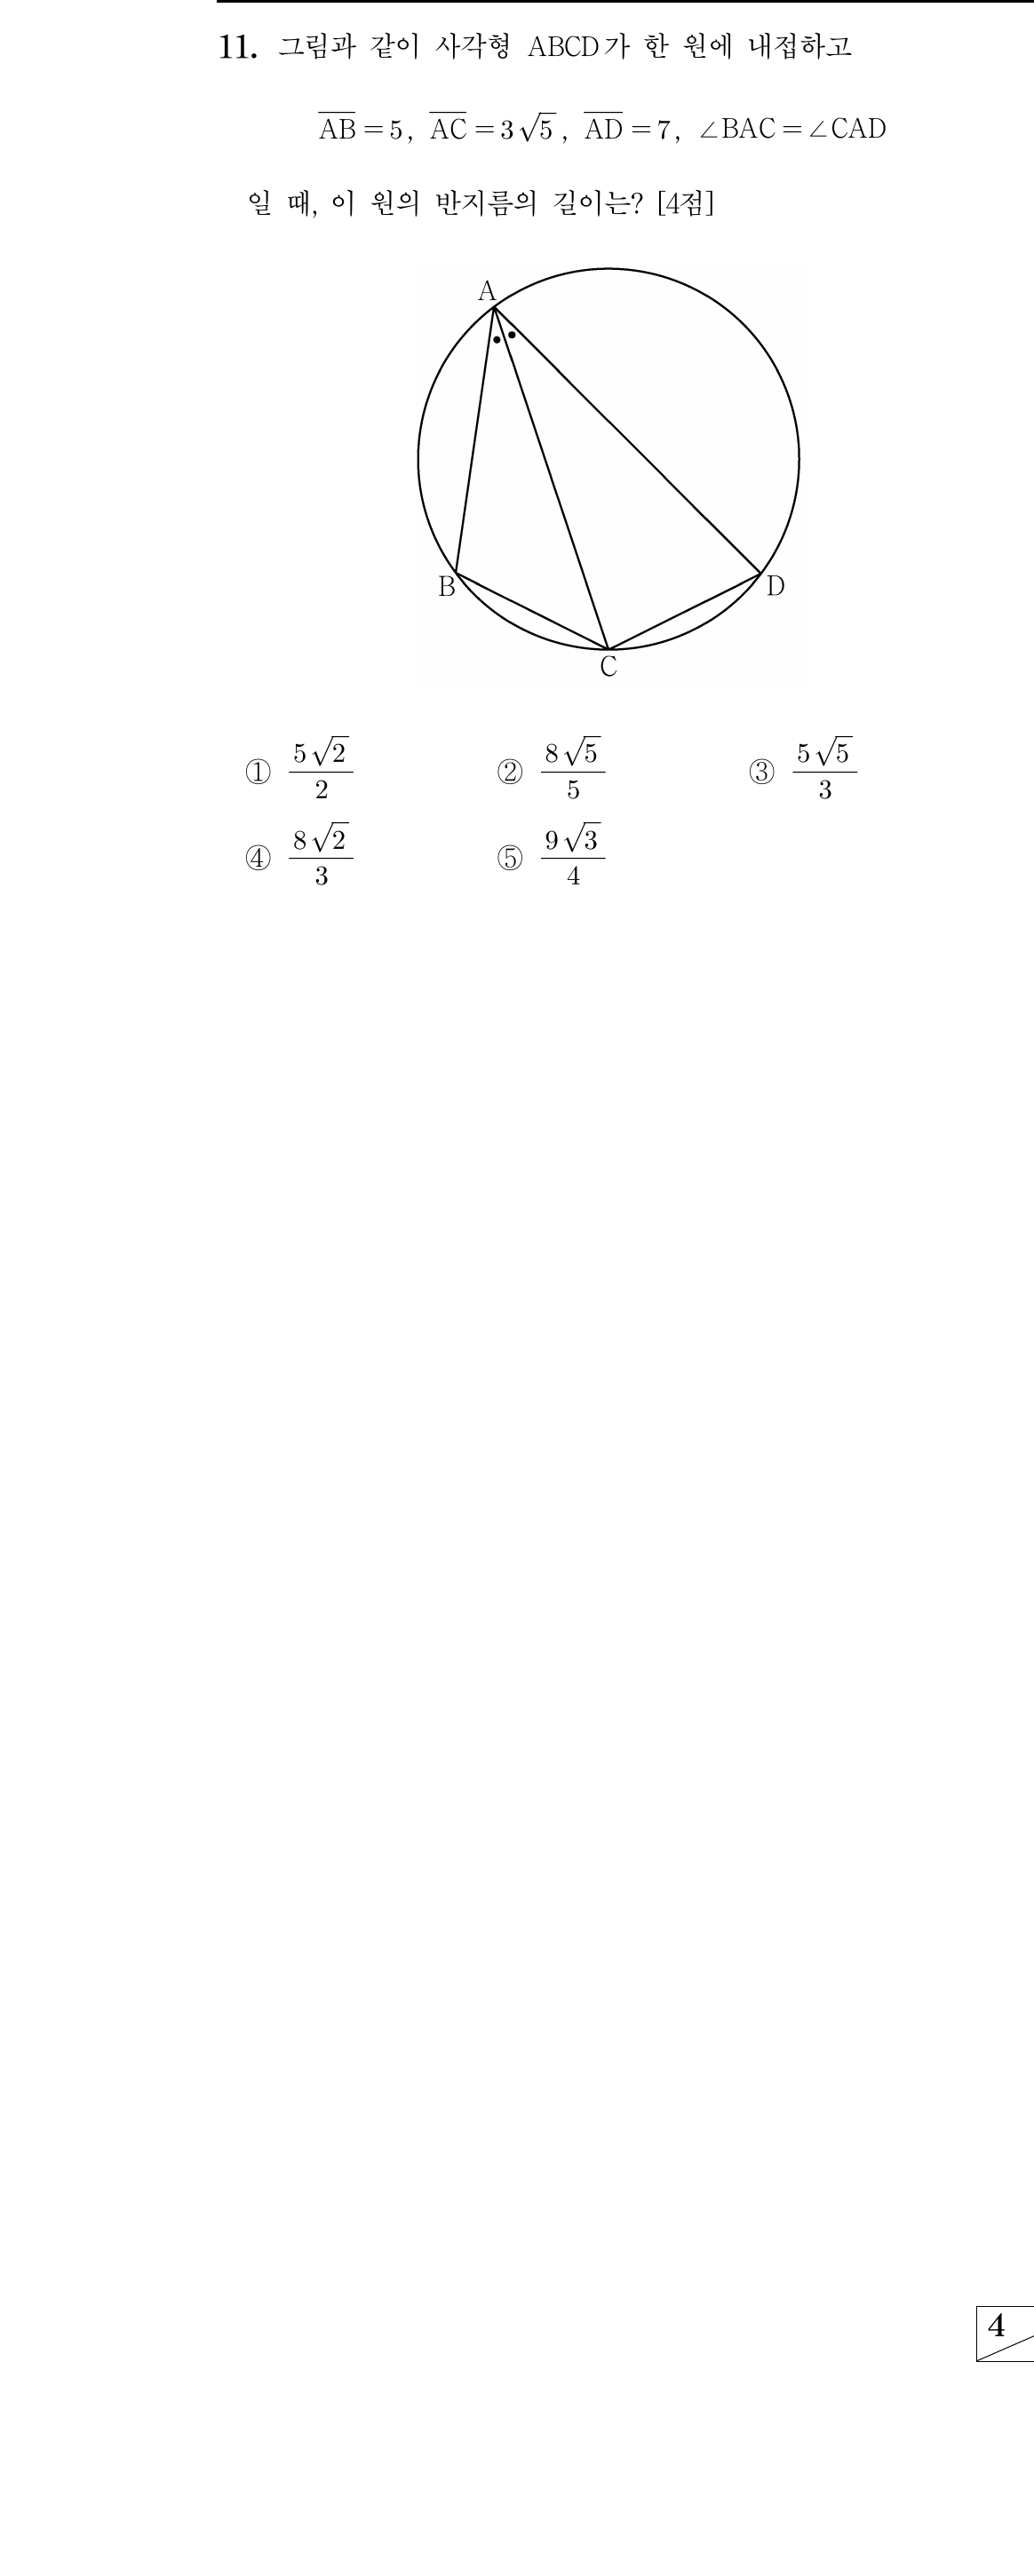 11. 그림과 같이 사각형 ABCD가 한 원에 내접하고
$\overline{AB}=5$, $\overline{AC}=3\sqrt{5}$, $\overline{AD}=7$, ∠BAC=∠CAD
일 때, 이 원의 반지름의 길이는? [4점]
A
B
D
C
① $\frac{5\sqrt{2}}{2}$ ② $\frac{8\sqrt{5}}{5}$ ③ $\frac{5\sqrt{5}}{3}$
④ $\frac{8\sqrt{2}}{3}$ ⑤ $\frac{9\sqrt{3}}{4}$
4